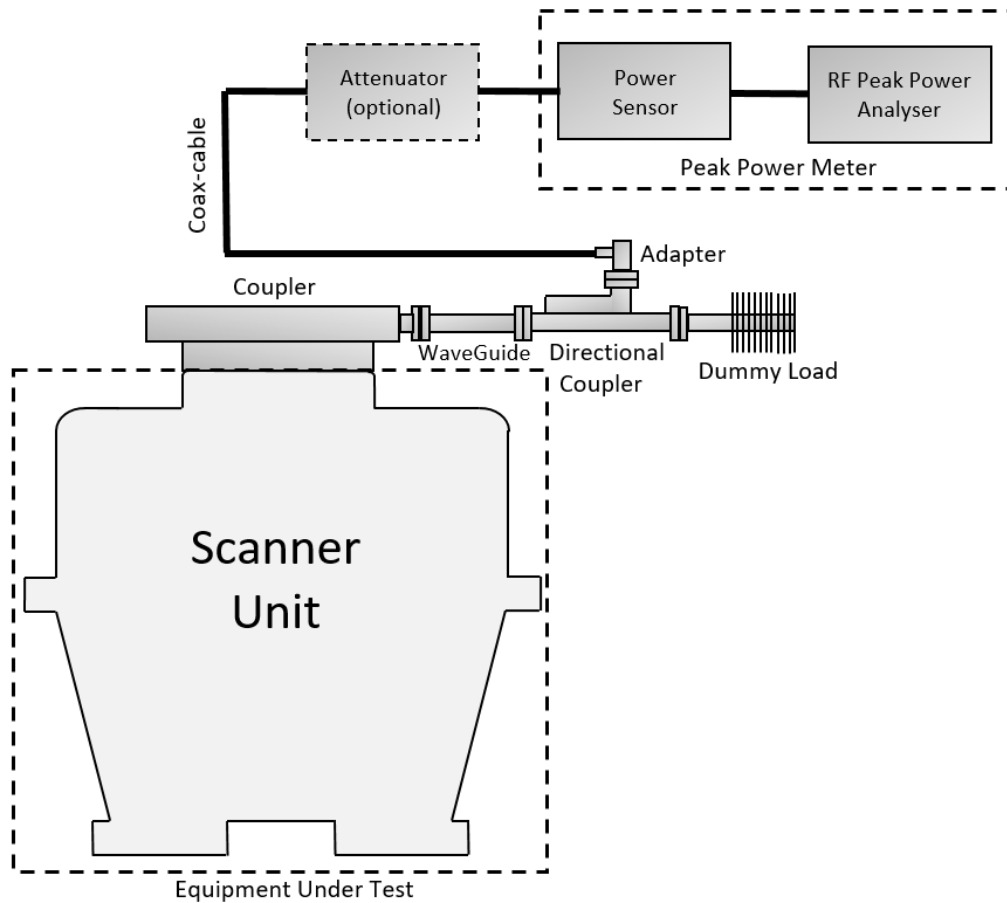 Attenuator
(optional)
Power
Sensor
RF Peak Power
Analyser
Peak Power Meter
Coax-cable
Adapter
Coupler
WaveGuide
Directional
Coupler
Dummy Load
Scanner
Unit
Equipment Under Test